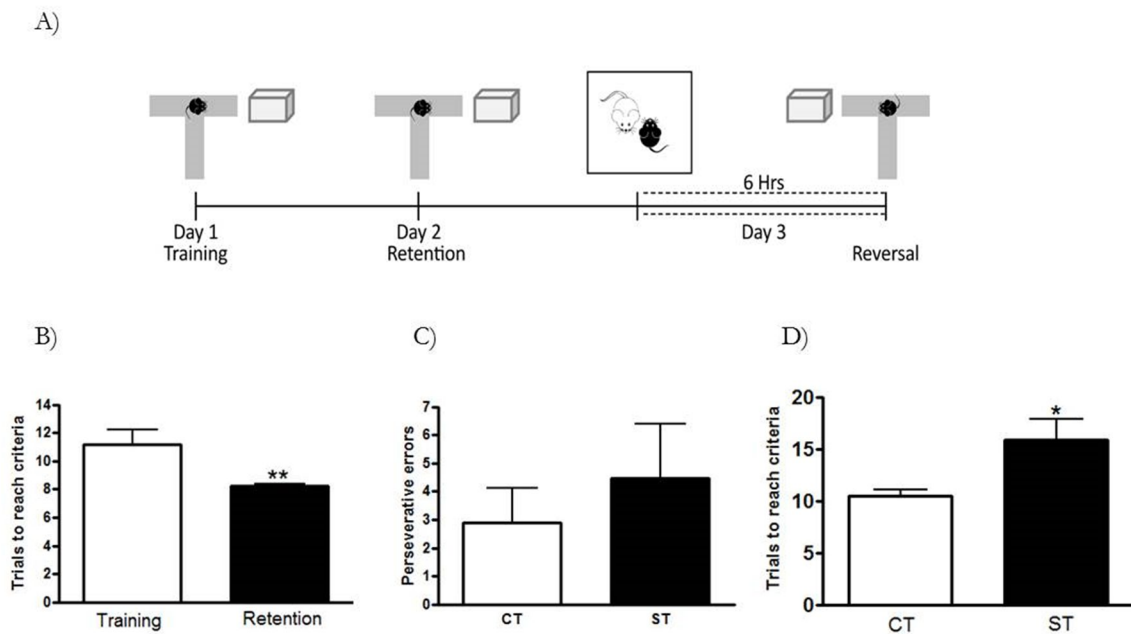 A)
6 Hrs
Day 1
Training
Day 2
Retention
Day 3
Reversal
B)
Trials to reach criteria
14
12
10
8
6
4
2
0
**
Training
Retention
C)
Perseverative errors
7
6
5
4
3
2
1
0
CT
ST
D)
Trials to reach criteria
20
15
10
5
0
*
CT
ST